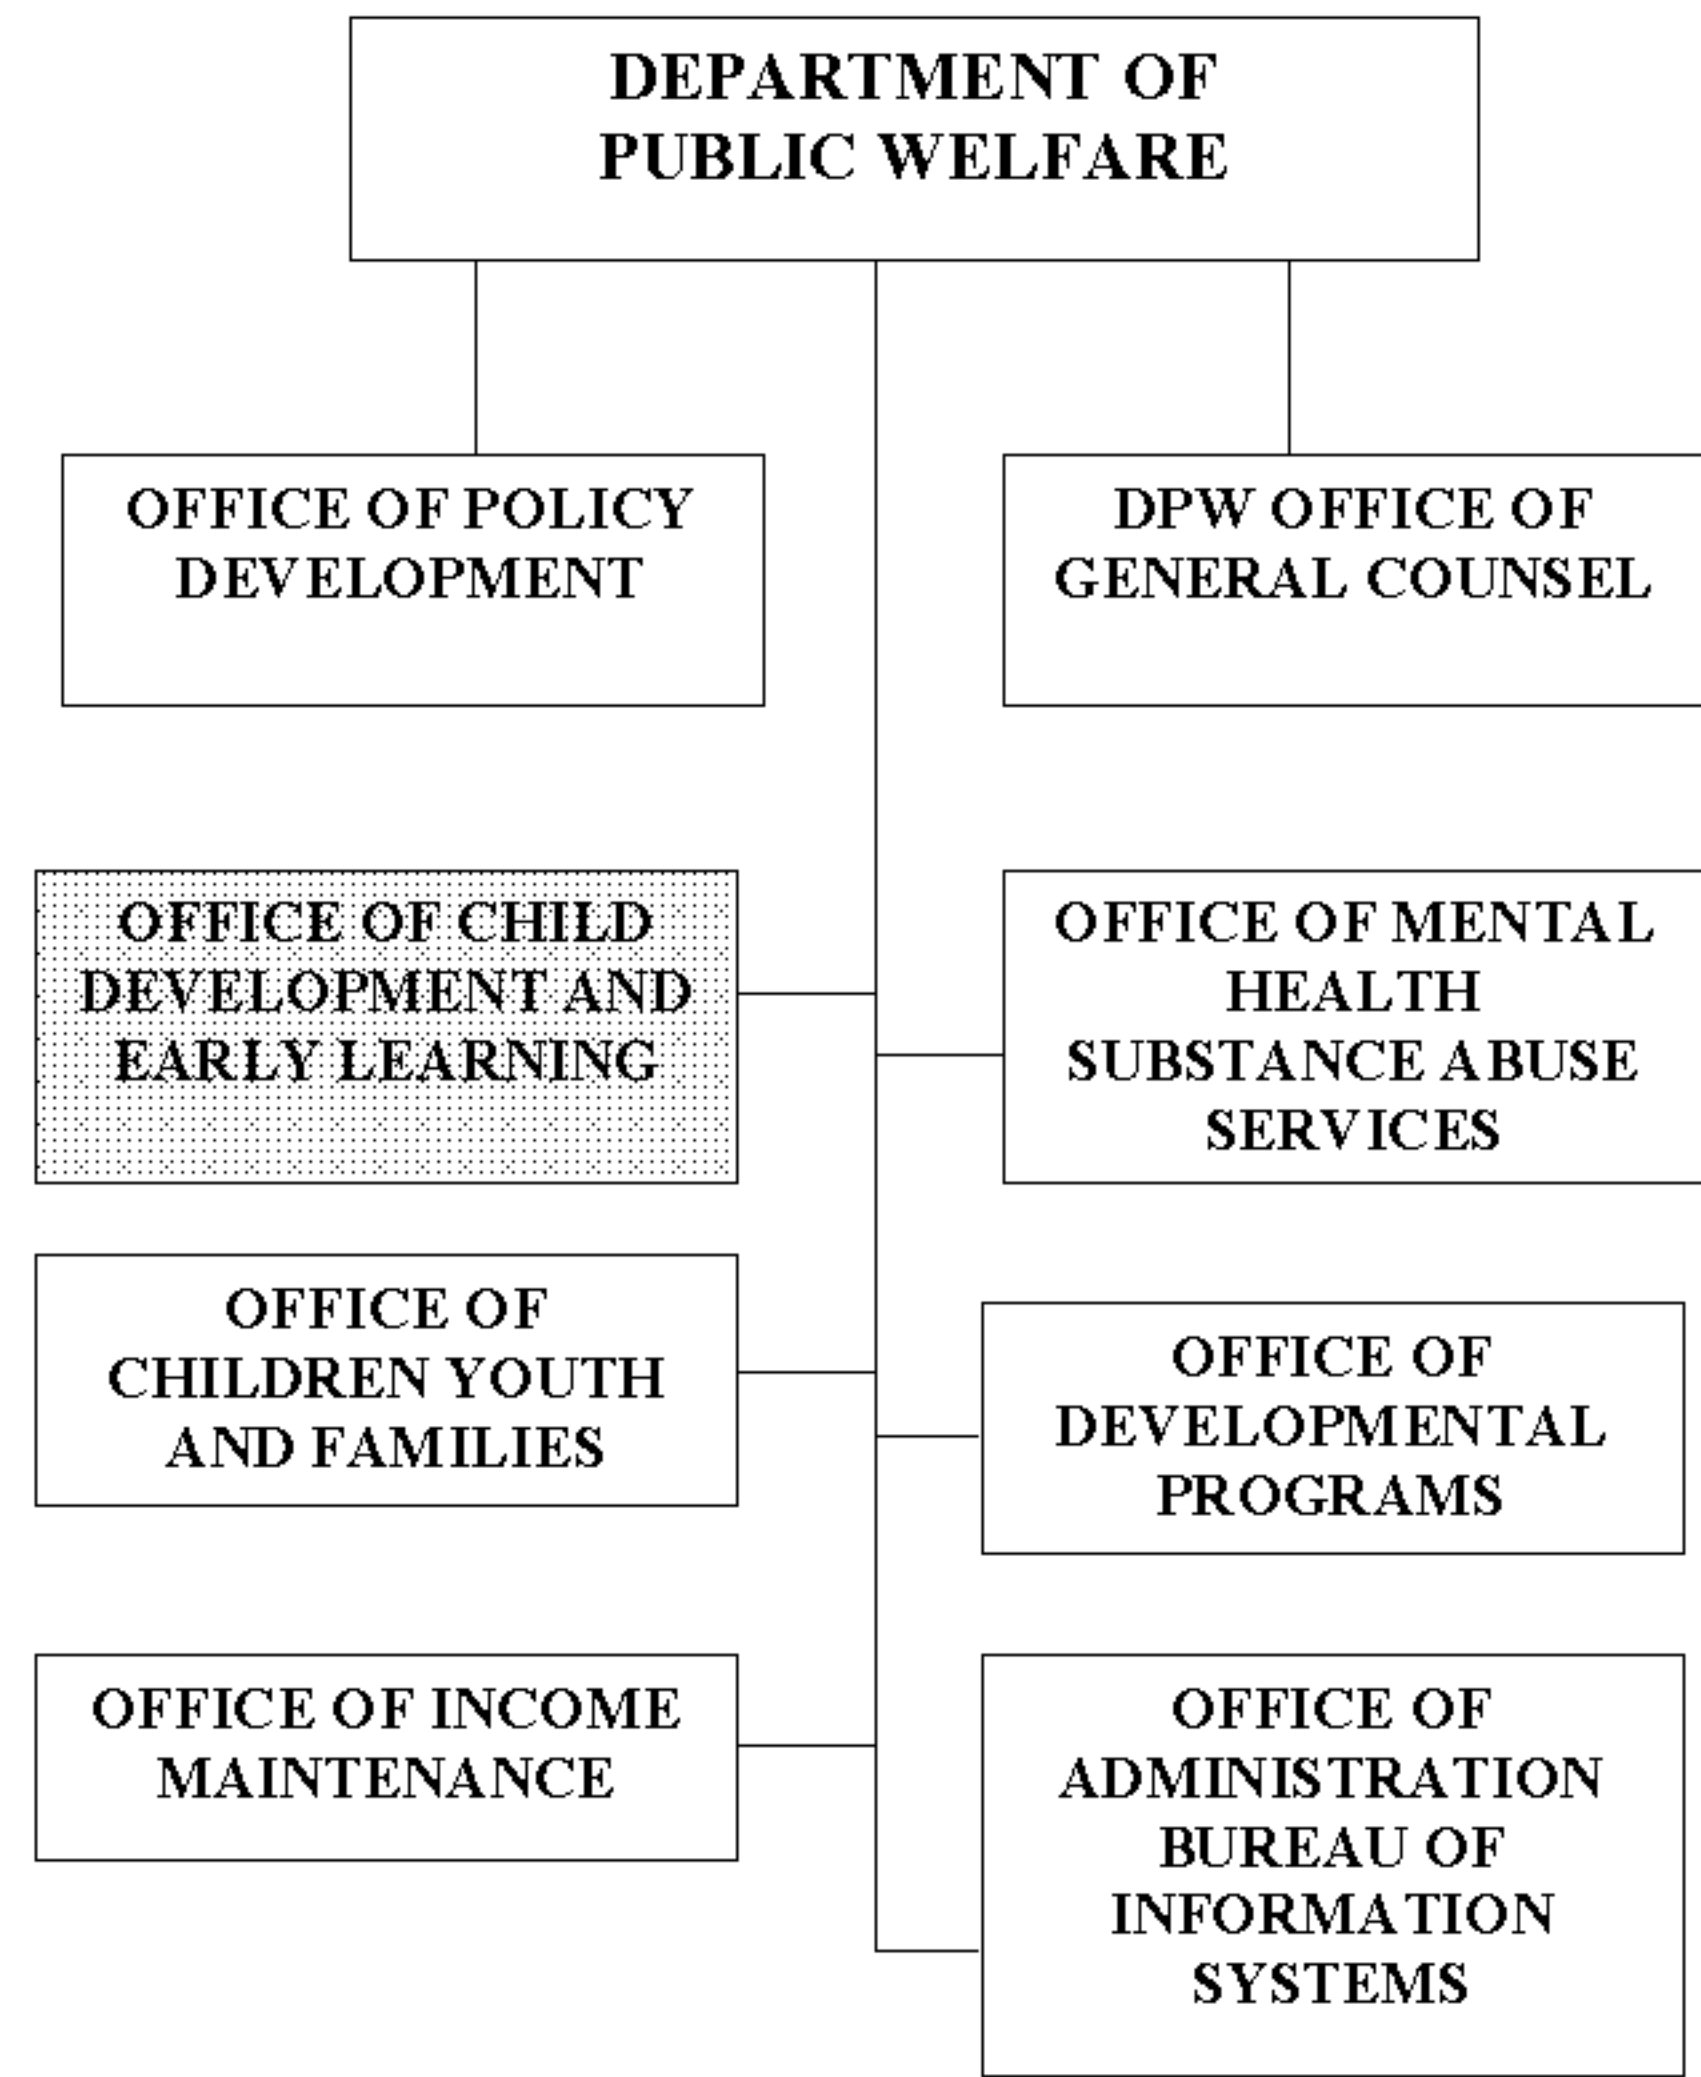 DEPARTMENT OF
PUBLIC WELFARE
OFFICE OF POLICY
DEVELOPMENT
DPW OFFICE OF
GENERAL COUNSEL
OFFICE OF CHILD
DEVELOPMENT AND
EARLY LEARNING
OFFICE OF MENTAL
HEALTH
SUBSTANCE ABUSE
SERVICES
OFFICE OF
CHILDREN YOUTH
AND FAMILIES
OFFICE OF
DEVELOPMENTAL
PROGRAMS
OFFICE OF INCOME
MAINTENANCE
OFFICE OF
ADMINISTRATION
BUREAU OF
INFORMATION
SYSTEMS